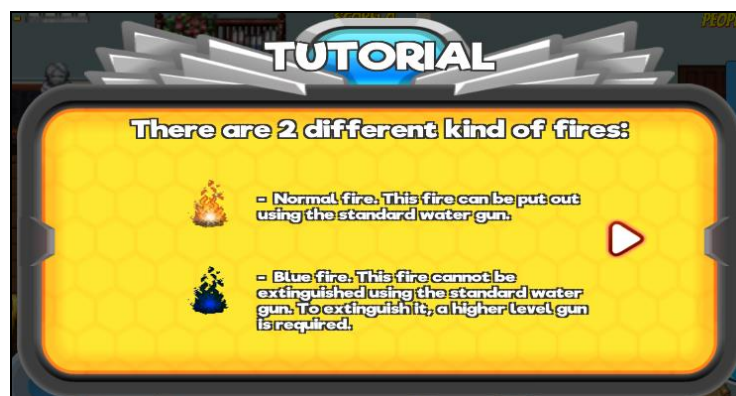 TUTORIAL
There are 2 different kind of fires:
- Normal fire. This fire can be put out
using the standard water gun.
- Blue fire. This fire cannot be
extinguished using the standard water
gun. To extinguish it, a higher level gun
is required.